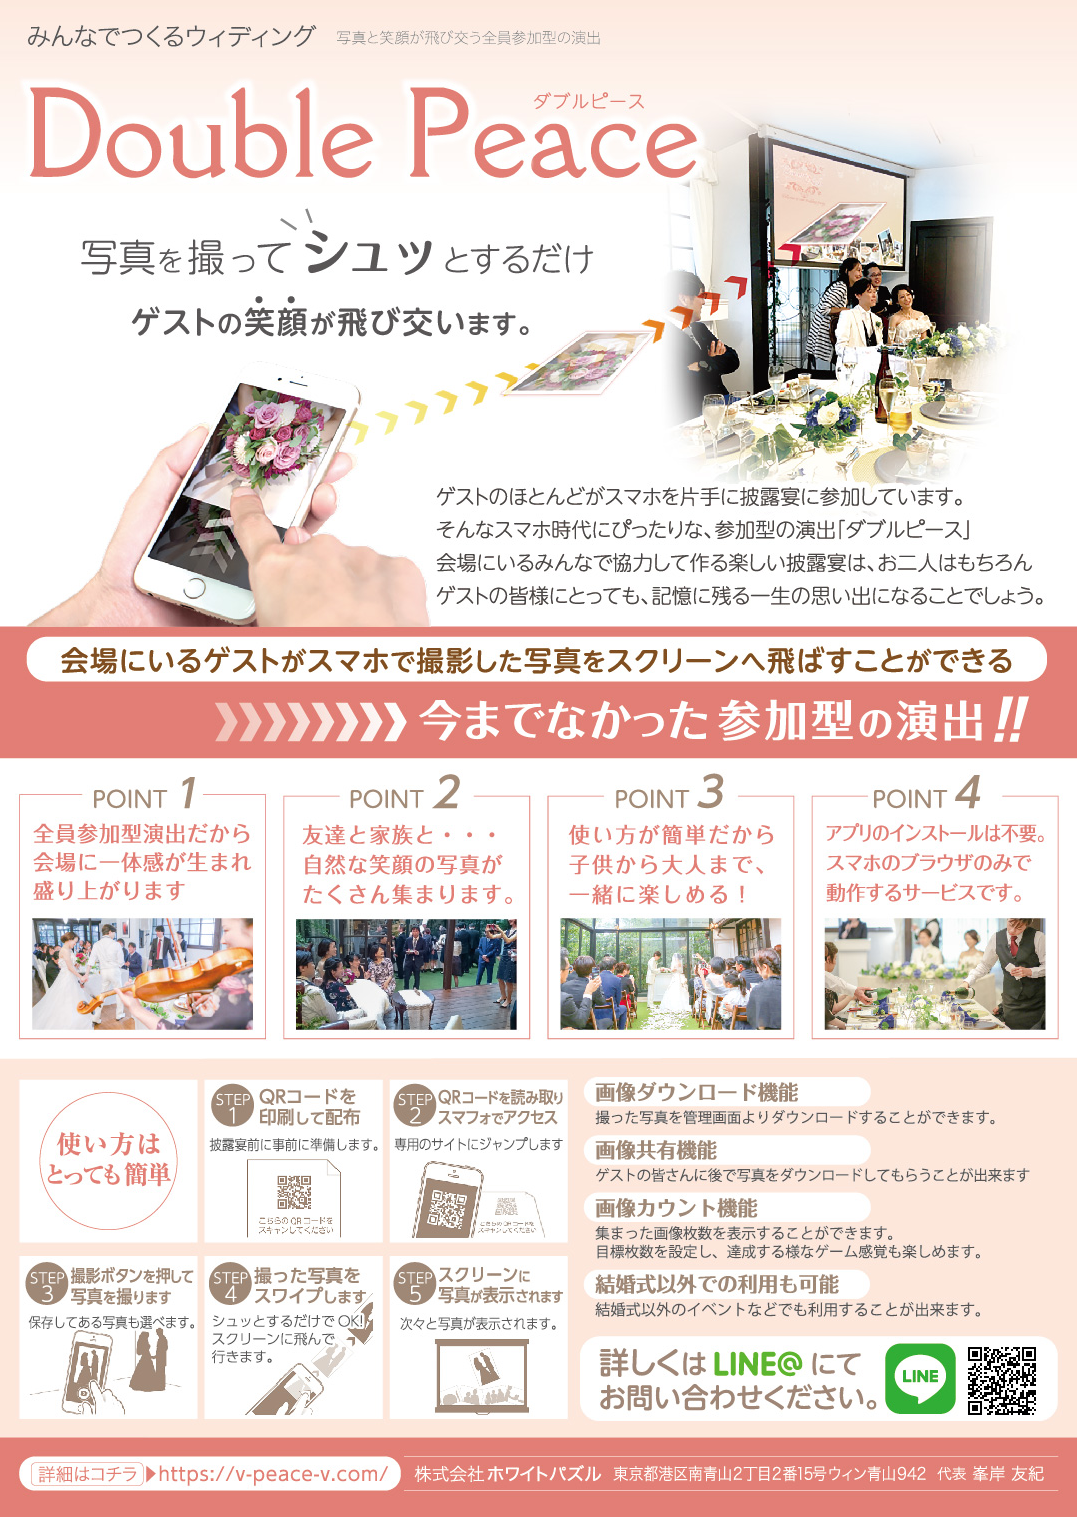 みんなでつくるウィディング
写真と笑顔が飛び交う全員参加型の演出
ダブルピース
Double Peace
写真を撮ってシュッとするだけ
ゲストの笑顔が飛び交います。
ゲストのほとんどがスマホを片手に披露宴に参加しています。
そんなスマホ時代にぴったりな、参加型の演出「ダブルピース」
会場にいるみんなで協力して作る楽しい披露宴は、お二人はもちろん
ゲストの皆様にとっても、記憶に残る一生の思い出になることでしょう。
会場にいるゲストがスマホで撮影した写真をスクリーンへ飛ばすことができる
今までなかった参加型の演出!!
POINT 1
全員参加型演出だから
会場に一体感が生まれ
盛り上がります
POINT 2
友達と家族と・・・
自然な笑顔の写真が
たくさん集まります。
POINT 3
使い方が簡単だから
子供から大人まで、
一緒に楽しめる!
POINT 4
アプリのインストールは不要。
スマホのブラウザのみで
動作するサービスです。
使い方は
とっても簡単
STEP 1
QRコードを
印刷して配布
披露宴前に事前に準備します。
こちらの QR コードを
スキャンしてください
STEP 2
QRコードを読み取り
スマフォでアクセス
専用のサイトにジャンプします
こちらの QR コードを
スキャンしてください
STEP 3
撮影ボタンを押して
写真を撮ります
保存してある写真も選べます。
STEP 4
撮った写真を
スワイプします
シュッとするだけで OK!
スクリーンに飛んで
行きます。
STEP 5
スクリーンに
写真が表示されます
次々と写真が表示されます。
画像ダウンロード機能
撮った写真を管理画面よりダウンロードすることができます。
画像共有機能
ゲストの皆さんに後で写真をダウンロードしてもらうことが出来ます
画像カウント機能
集まった画像枚数を表示することができます。
目標枚数を設定し、達成する様なゲーム感覚も楽しめます。
結婚式以外での利用も可能
結婚式以外のイベントなどでも利用することが出来ます。
詳しくは LINE@ にて
お問い合わせください。
LINE
詳細はコチラ▶https://v-peace-v.com/
株式会社 ホワイトパズル 東京都港区南青山2丁目2番15号ウィン青山942 代表 峯岸 友紀